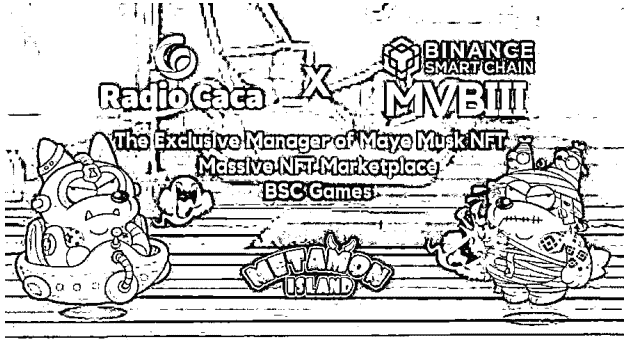 Radio Caca X BINANCE
SMART CHAIN
MVBIII
The Exclusive Manager of Maye Musk NFT
Massive NFT Marketplace
BSC Games
METAMON
ISLAND